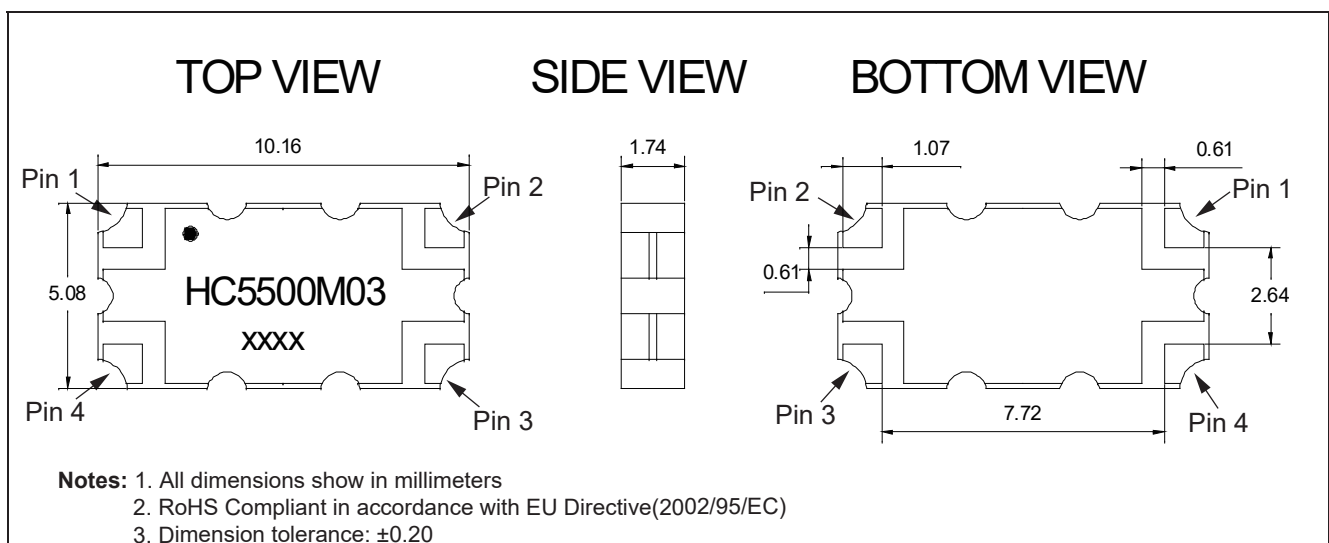 TOP VIEW
SIDE VIEW
BOTTOM VIEW
10.16
Pin 1
Pin 2
5.08
HC5500M03
xxxx
Pin 4
Pin 3
1.74
1.07
0.61
Pin 2
Pin 1
0.61
2.64
Pin 3
7.72
Pin 4
Notes: 1. All dimensions show in millimeters
2. RoHS Compliant in accordance with EU Directive(2002/95/EC)
3. Dimension tolerance: ±0.20